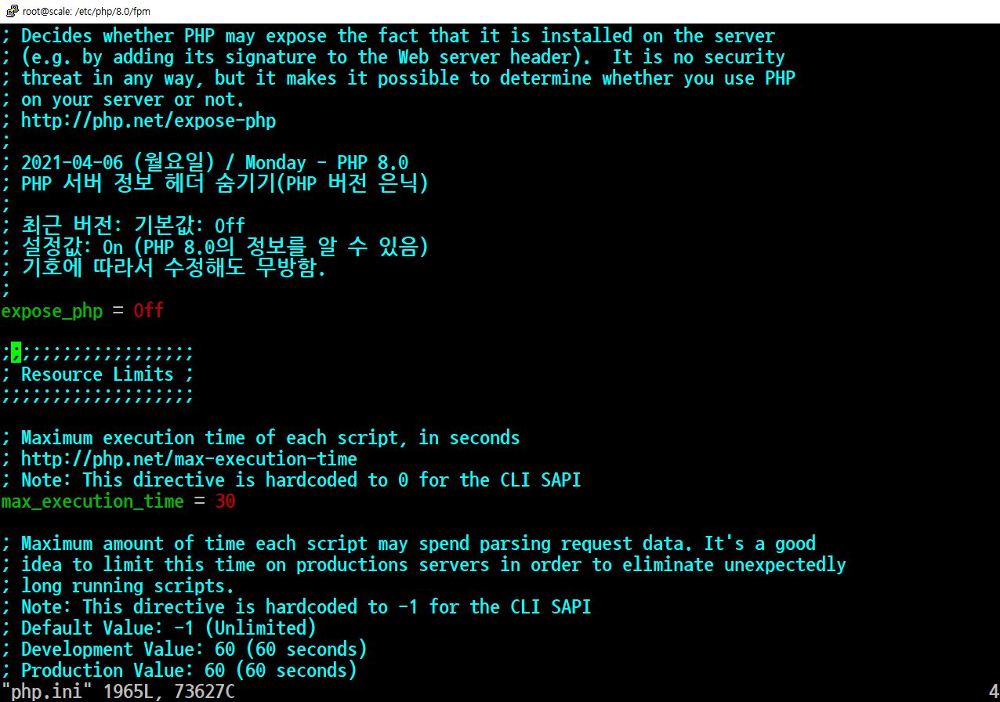 root@scale: /etc/php/8.0/fpm
; Decides whether PHP may expose the fact that it is installed on the server
; (e.g. by adding its signature to the Web server header).  It is no security
; threat in any way, but it makes it possible to determine whether you use PHP
; on your server or not.
; http://php.net/expose-php
;
; 2021-04-06 (월요일) / Monday - PHP 8.0
; PHP 서버 정보 헤더 숨기기(PHP 버전 은닉)
;
; 최근 버전: 기본값: Off
; 설정값: On (PHP 8.0의 정보를 알 수 있음)
; 기호에 따라서 수정해도 무방함.
;
expose_php = Off
;;;;;;;;;;;;;;;;;;;
; Resource Limits ;
;;;;;;;;;;;;;;;;;;;
; Maximum execution time of each script, in seconds
; http://php.net/max-execution-time
; Note: This directive is hardcoded to 0 for the CLI SAPI
max_execution_time = 30
; Maximum amount of time each script may spend parsing request data. It's a good
; idea to limit this time on productions servers in order to eliminate unexpectedly
; long running scripts.
; Note: This directive is hardcoded to -1 for the CLI SAPI
; Default Value: -1 (Unlimited)
; Development Value: 60 (60 seconds)
; Production Value: 60 (60 seconds)
"php.ini" 1965L, 73627C 4